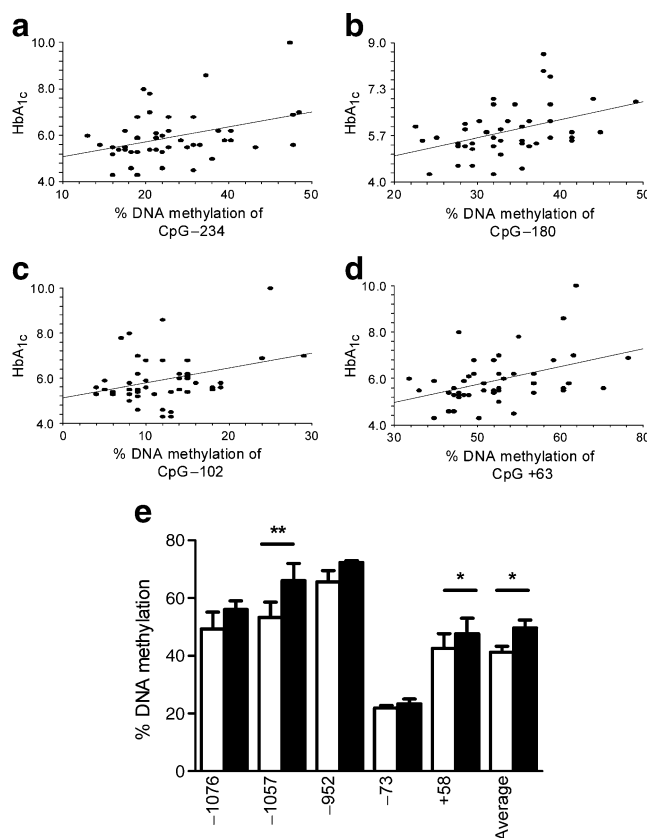 a
b
10.0
8.0
6.0
4.0
HbA1c
10 20 30 40 50
% DNA methylation of
CpG–234
9.0
7.3
5.7
4.0
HbA1c
20 30 40 50
% DNA methylation of
CpG–180
c
d
10.0
8.0
6.0
4.0
HbA1c
0 10 20 30
% DNA methylation of
CpG–102
10.0
8.0
6.0
4.0
HbA1c
30 40 50 60 70 80
% DNA methylation of
CpG +63
e
80
60
40
20
0
% DNA methylation
**
*
*
–1076
–1057
–952
–73
+58
Average